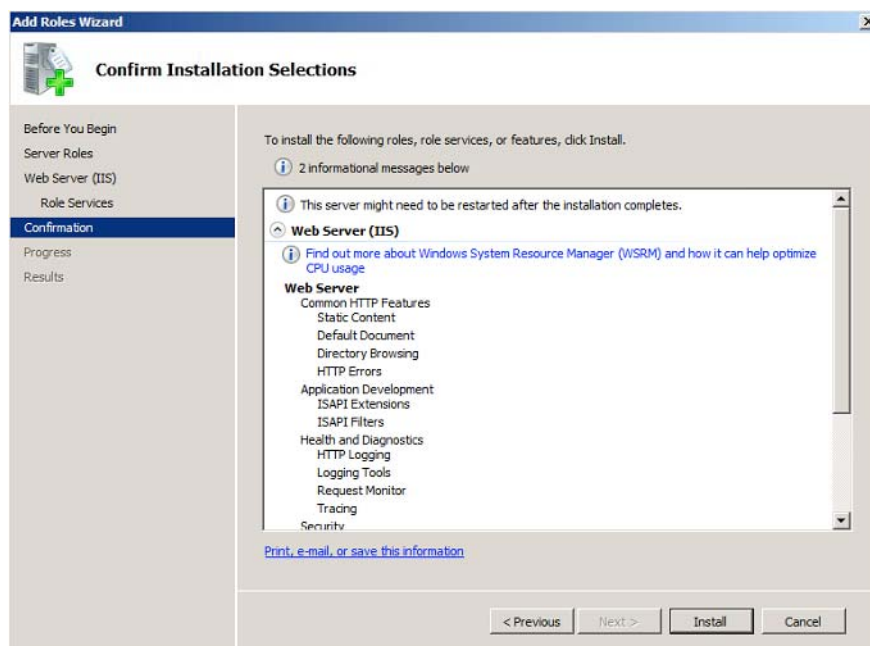 Add Roles Wizard
Confirm Installation Selections
Before You Begin
Server Roles
Web Server (IIS)
Role Services
Confirmation
Progress
Results
To install the following roles, role services, or features, click Install.
2 informational messages below
This server might need to be restarted after the installation completes.
Web Server (IIS)
Find out more about Windows System Resource Manager (WSRM) and how it can help optimize
CPU usage
Web Server
Common HTTP Features
Static Content
Default Document
Directory Browsing
HTTP Errors
Application Development
ISAPI Extensions
ISAPI Filters
Health and Diagnostics
HTTP Logging
Logging Tools
Request Monitor
Tracing
Security
Print, e-mail, or save this information
< Previous
Next >
Install
Cancel